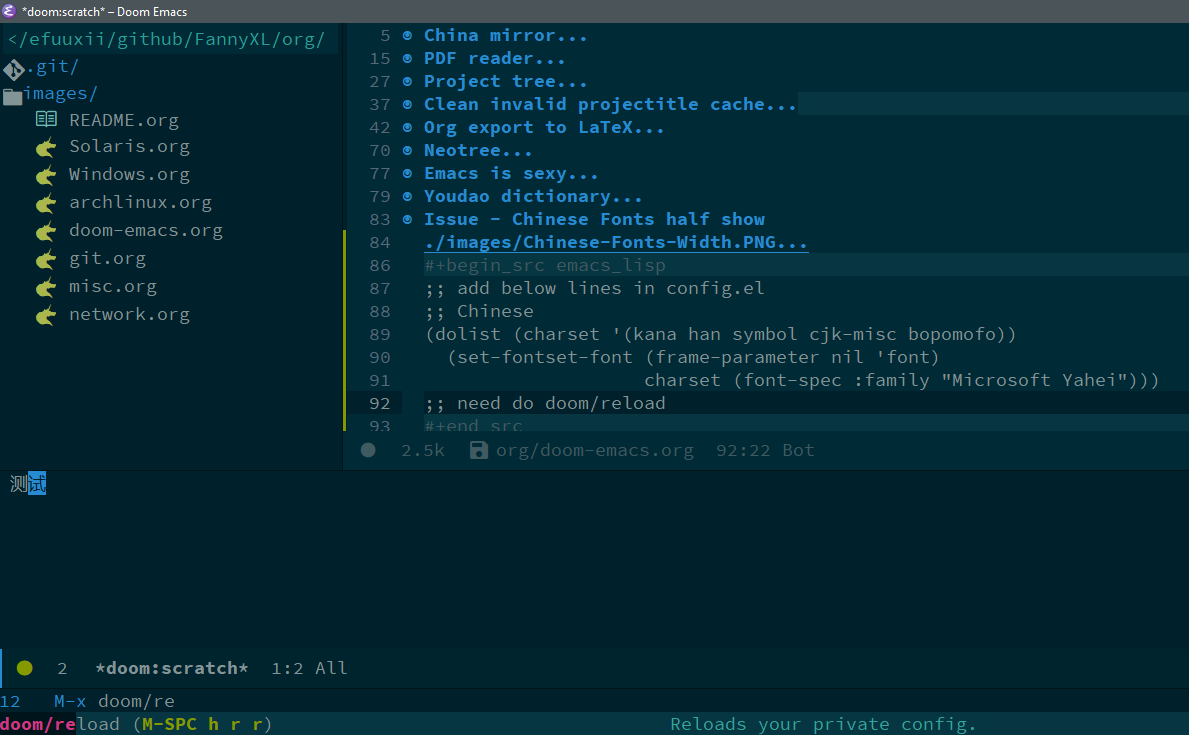 *doom:scratch* – Doom Emacs
</efuuxii/github/FannyXL/org/
.git/
images/
README.org
Solaris.org
Windows.org
archlinux.org
doom-emacs.org
git.org
misc.org
network.org
5 China mirror...
15 PDF reader...
27 Project tree...
37 Clean invalid projectitle cache...
42 Org export to LaTeX...
70 Neotree...
77 Emacs is sexy...
79 Youdao dictionary...
83 Issue - Chinese Fonts half show
84 ./images/Chinese-Fonts-Width.PNG...
86 #+begin_src emacs_lisp
87 ;; add below lines in config.el
88 ;; Chinese
89 (dolist (charset '(kana han symbol cjk-misc bopomofo))
90 (set-fontset-font (frame-parameter nil 'font)
91 charset (font-spec :family "Microsoft Yahei")))
92 ;; need do doom/reload
93 #+end_src
2.5k org/doom-emacs.org 92:22 Bot
测试
2 *doom:scratch* 1:2 All
12 M-x doom/re
doom/reload (M-SPC h r r) Reloads your private config.